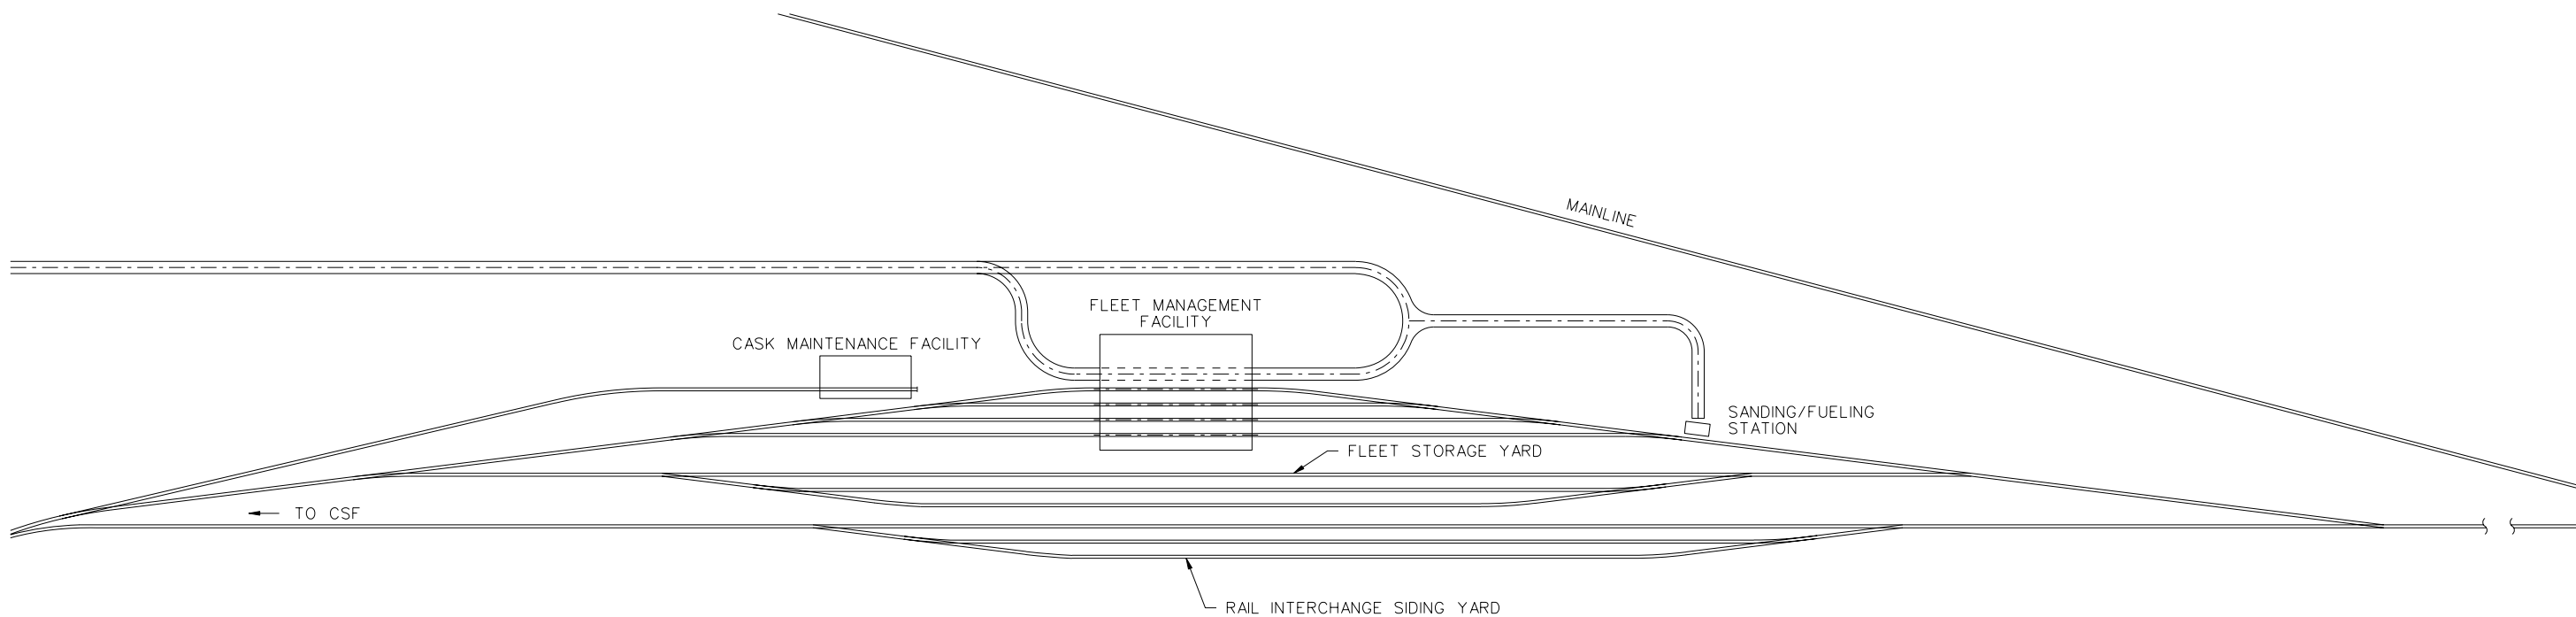 MAINLINE
FLEET MANAGEMENT
FACILITY
CASK MAINTENANCE FACILITY
SANDING/FUELING
STATION
FLEET STORAGE YARD
TO CSF
RAIL INTERCHANGE SIDING YARD